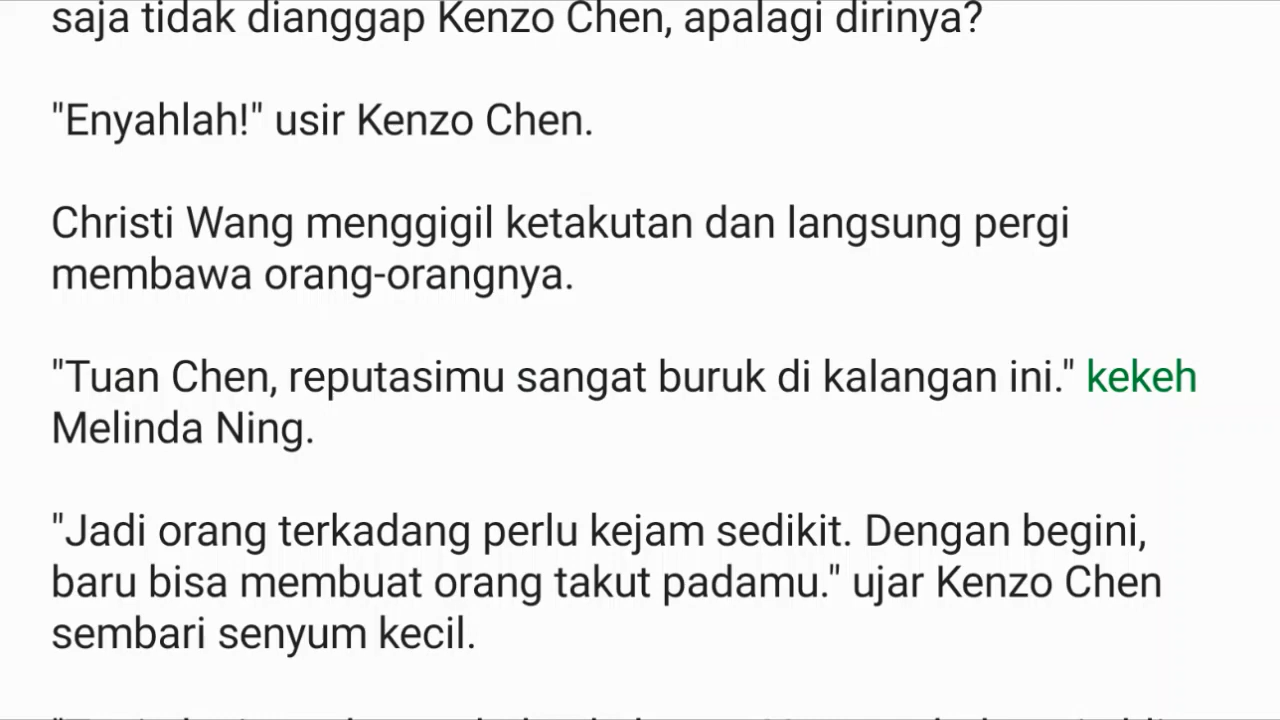 saja tidak dianggap Kenzo Chen, apalagi dirinya?
"Enyahlah!" usir Kenzo Chen.
Christi Wang menggigil ketakutan dan langsung pergi
membawa orang-orangnya.
"Tuan Chen, reputasimu sangat buruk di kalangan ini." kekeh
Melinda Ning.
"Jadi orang terkadang perlu kejam sedikit. Dengan begini,
baru bisa membuat orang takut padamu." ujar Kenzo Chen
sembari senyum kecil.